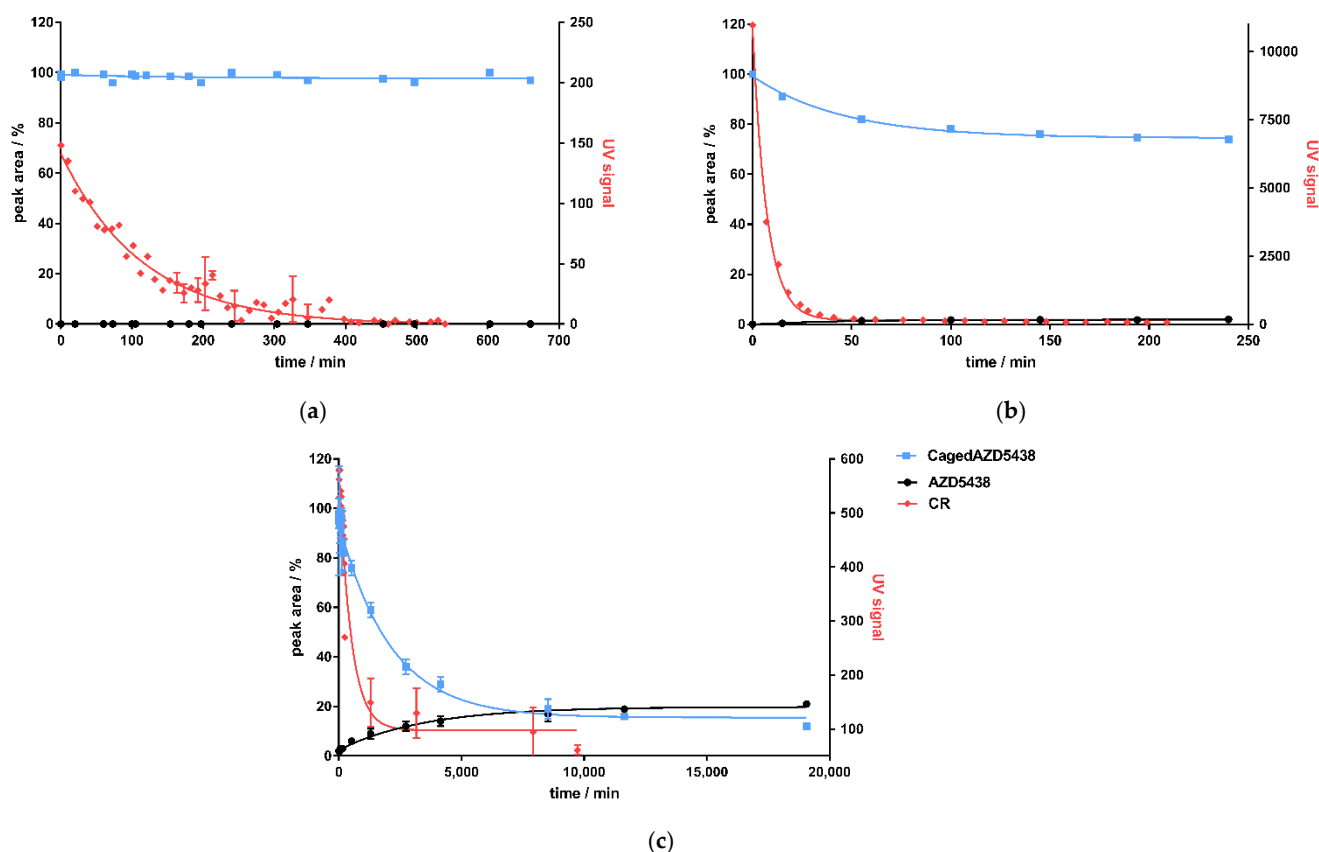 120
100
80
60
40
20
0
peak area / %
250
200
150
100
50
0
UV signal
0 100 200 300 400 500 600 700
time / min
(a)
120
100
80
60
40
20
0
peak area / %
10000
7500
5000
2500
0
UV signal
0 50 100 150 200 250
time / min
(b)
120
100
80
60
40
20
0
peak area / %
600
500
400
300
200
100
UV signal
0 5,000 10,000 15,000 20,000
time / min
CagedAZD5438
AZD5438
CR
(c)